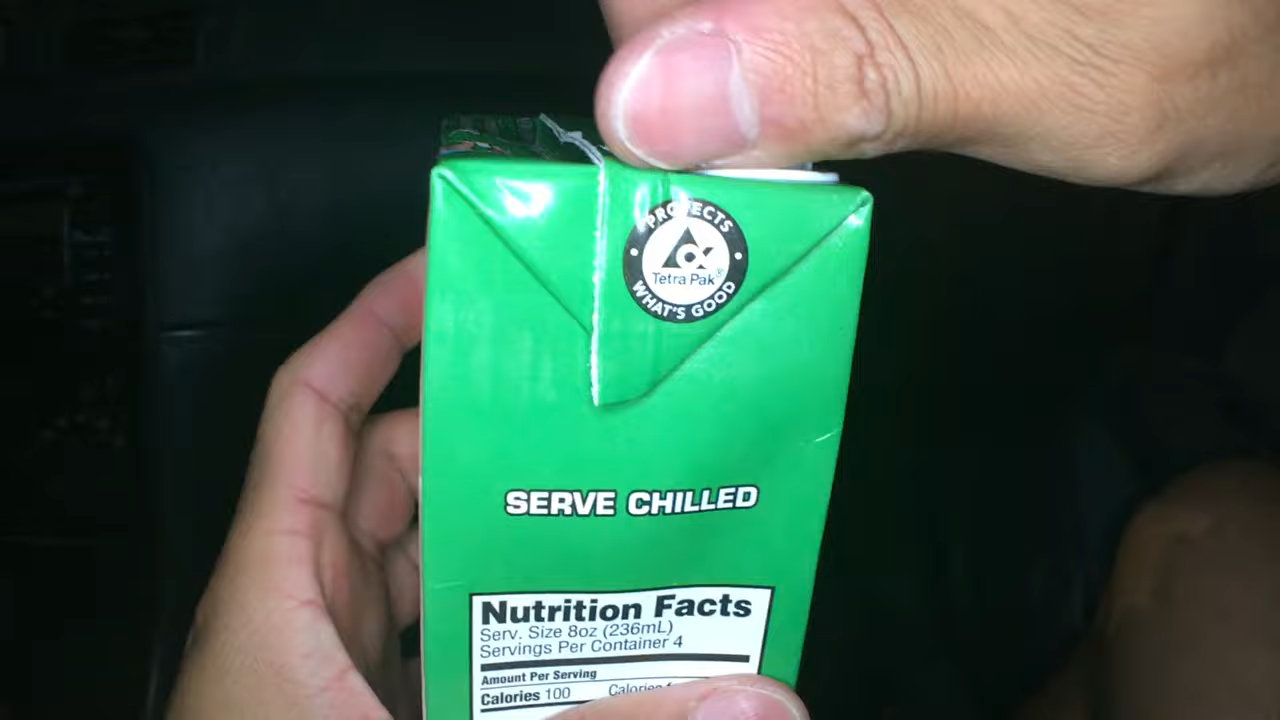 PROTECTS
Tetra Pak®
WHAT'S GOOD
SERVE CHILLED
Nutrition Facts
Serv. Size 8oz (236mL)
Servings Per Container 4
Amount Per Serving
Calories 100 Calories